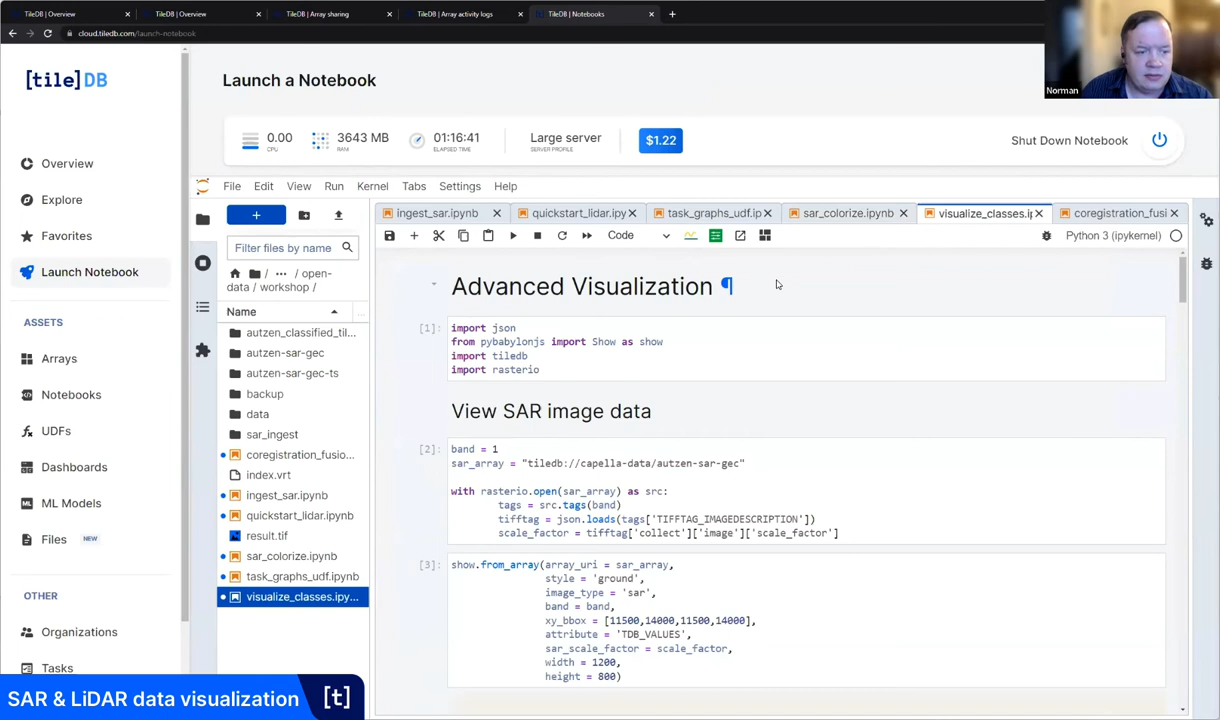 TileDB | Overview
TileDB | Overview
TileDB | Array sharing
TileDB | Array activity logs
TileDB | Notebooks
cloud.tiledb.com/launch-notebook
Norman
[tile]DB
Overview
Explore
Favorites
Launch Notebook
ASSETS
Arrays
Notebooks
UDFs
Dashboards
ML Models
Files NEW
OTHER
Organizations
Tasks
Launch a Notebook
0.00
CPU
3643 MB
RAM
01:16:41
ELAPSED TIME
Large server
SERVER PROFILE
$1.22
Shut Down Notebook
File Edit View Run Kernel Tabs Settings Help
Filter files by name
/ ··· / open-
data / workshop /
Name
autzen_classified_til...
autzen-sar-gec
autzen-sar-gec-ts
backup
data
sar_ingest
coregistration_fusio...
index.vrt
ingest_sar.ipynb
quickstart_lidar.ipynb
result.tif
sar_colorize.ipynb
task_graphs_udf.ipynb
visualize_classes.ipy...
ingest_sar.ipynb
quickstart_lidar.ipy
task_graphs_udf.ip
sar_colorize.ipynb
visualize_classes.ip
coregistration_fusi
Code
Python 3 (ipykernel)
Advanced Visualization ¶
[1]:
import json
from pybabylonjs import Show as show
import tiledb
import rasterio
View SAR image data
[2]:
band = 1
sar_array = "tiledb://capella-data/autzen-sar-gec"
with rasterio.open(sar_array) as src:
tags = src.tags(band)
tifftag = json.loads(tags['TIFFTAG_IMAGEDESCRIPTION'])
scale_factor = tifftag['collect']['image']['scale_factor']
[3]:
show.from_array(array_uri = sar_array,
style = 'ground',
image_type = 'sar',
band = band,
xy_bbox = [11500,14000,11500,14000],
attribute = 'TDB_VALUES',
sar_scale_factor = scale_factor,
width = 1200,
height = 800)
SAR & LiDAR data visualization [t]